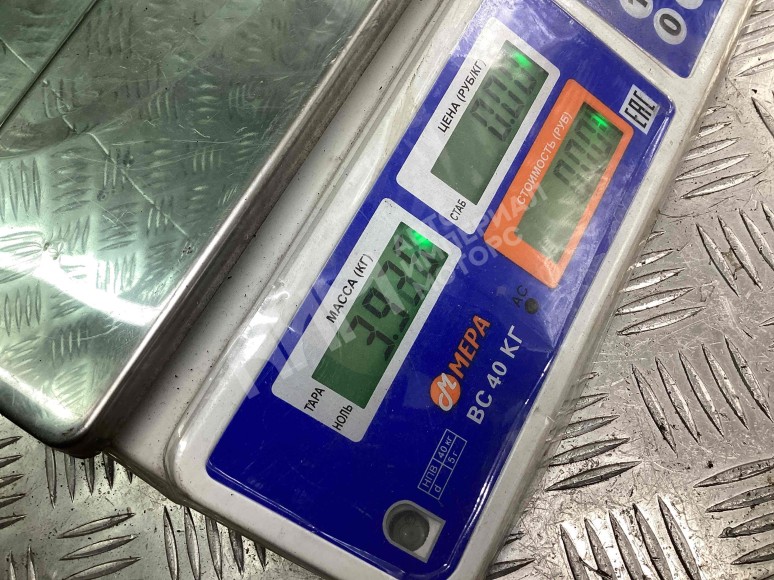 ЦЕНА (РУБ/КГ)
СТАБ
СТОИМОСТЬ (РУБ)
EAC
МАССА (КГ)
ТАРА
НОЛЬ
AC
МЕРА
ВС 40 КГ
НПВ 40 кг
d 5 г
0